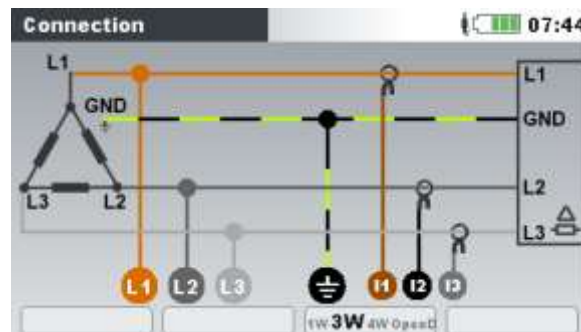 Connection 07:44
L1 L1
GND GND
L3 L2 L2
L3
L1 L2 L3 I1 I2 I3
1W 3W 4W OpenD